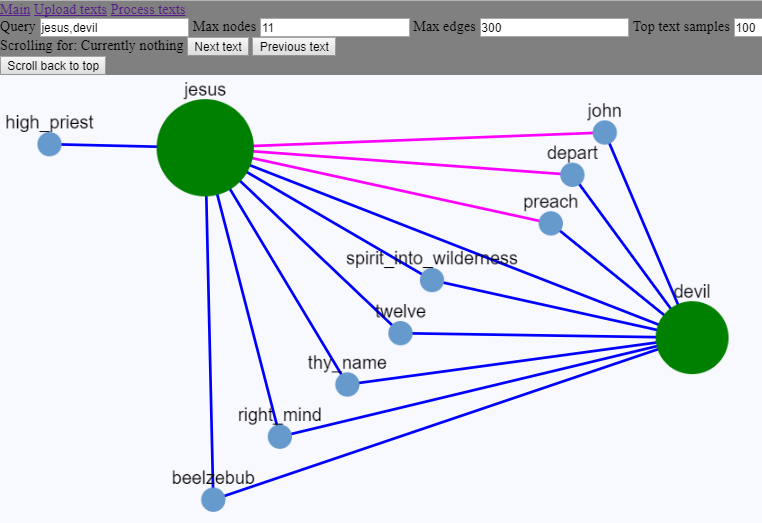 Main Upload texts Process texts
Query jesus,devil Max nodes 11 Max edges 300 Top text samples 100
Scrolling for: Currently nothing Next text Previous text
Scroll back to top
jesus
high_priest
john
depart
preach
spirit_into_wilderness
devil
twelve
thy_name
right_mind
beelzebub